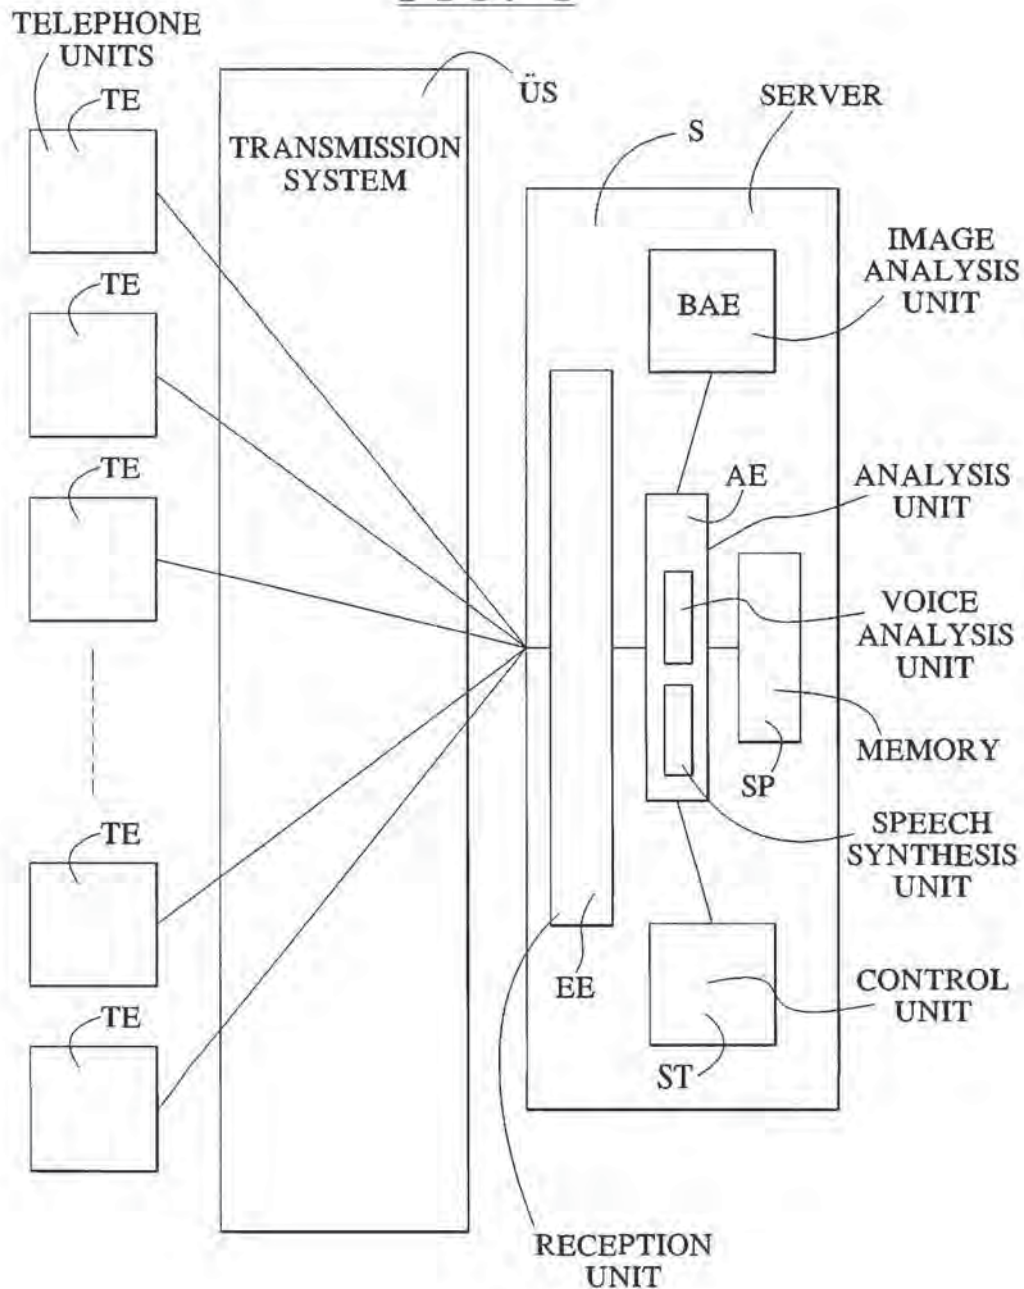 TELEPHONE
UNITS
TE
TE
TE
TE
TE
ÜS
TRANSMISSION
SYSTEM
S
SERVER
IMAGE
ANALYSIS
UNIT
BAE
AE
ANALYSIS
UNIT
VOICE
ANALYSIS
UNIT
MEMORY
SP
SPEECH
SYNTHESIS
UNIT
EE
CONTROL
UNIT
ST
RECEPTION
UNIT